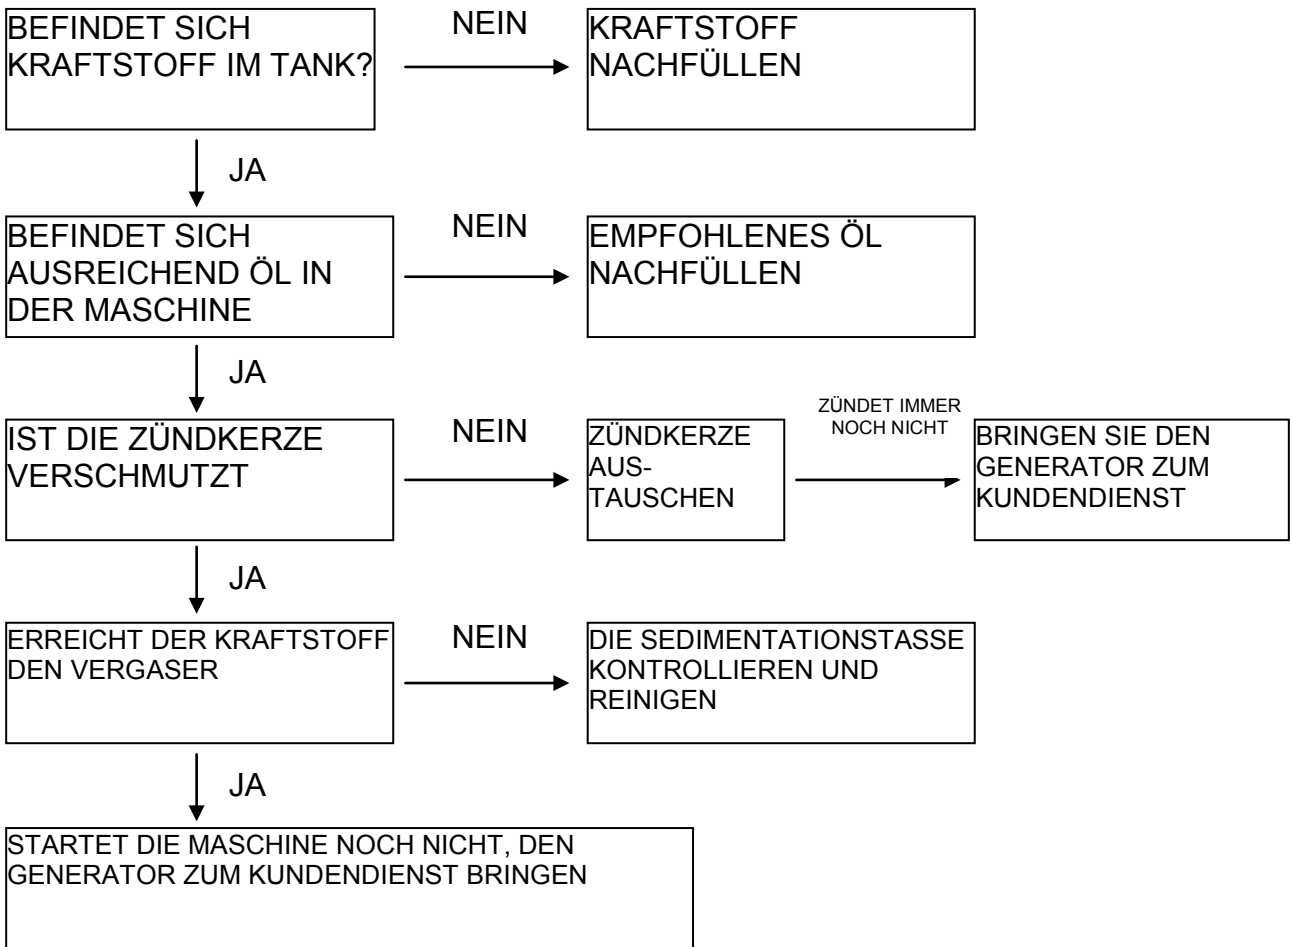 BEFINDET SICH
KRAFTSTOFF IM TANK?
NEIN
KRAFTSTOFF
NACHFÜLLEN
JA
BEFINDET SICH
AUSREICHEND ÖL IN
DER MASCHINE
NEIN
EMPFOHLENES ÖL
NACHFÜLLEN
JA
IST DIE ZÜNDKERZE
VERSCHMUTZT
NEIN
ZÜNDKERZE
AUS-
TAUSCHEN
ZÜNDET IMMER
NOCH NICHT
BRINGEN SIE DEN
GENERATOR ZUM
KUNDENDIENST
JA
ERREICHT DER KRAFTSTOFF
DEN VERGASER
NEIN
DIE SEDIMENTATIONSTASSE
KONTROLLIEREN UND
REINIGEN
JA
STARTET DIE MASCHINE NOCH NICHT, DEN
GENERATOR ZUM KUNDENDIENST BRINGEN